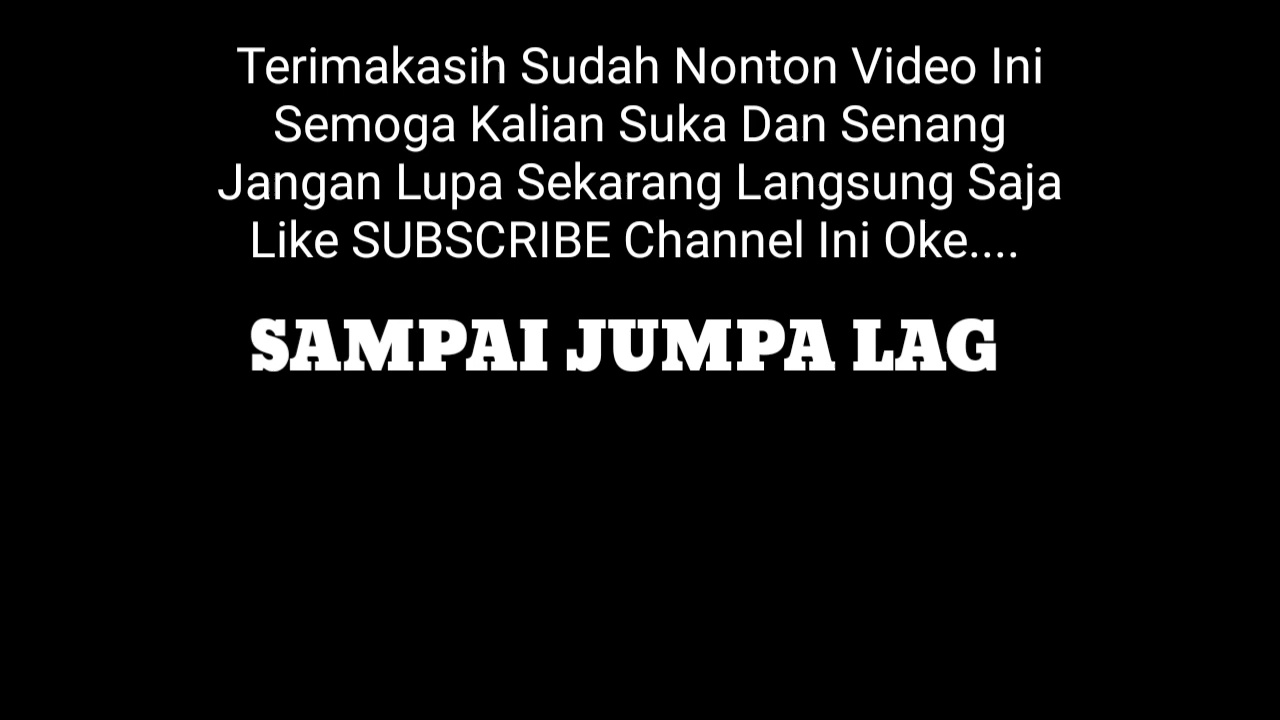 Terimakasih Sudah Nonton Video Ini
Semoga Kalian Suka Dan Senang
Jangan Lupa Sekarang Langsung Saja
Like SUBSCRIBE Channel Ini Oke....
SAMPAI JUMPA LAG